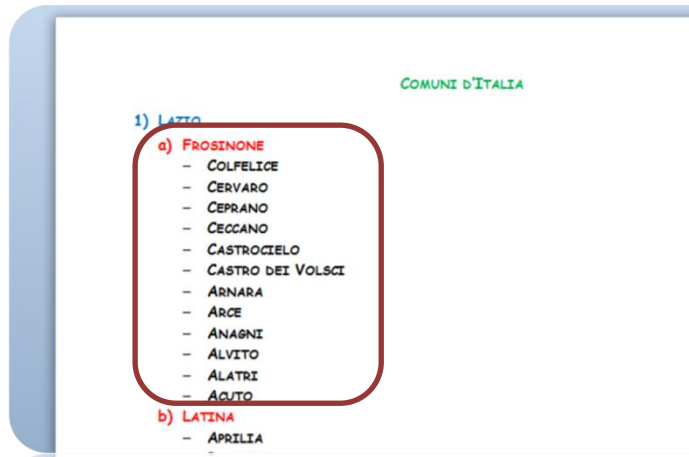 COMUNI D'ITALIA
1) LAZIO
a) FROSINONE
– COLFELICE
– CERVARO
– CEPRANO
– CECCANO
– CASTROCIELO
– CASTRO DEI VOLSCI
– ARNARA
– ARCE
– ANAGNI
– ALVITO
– ALATRI
– ACUTO
b) LATINA
– APRILIA